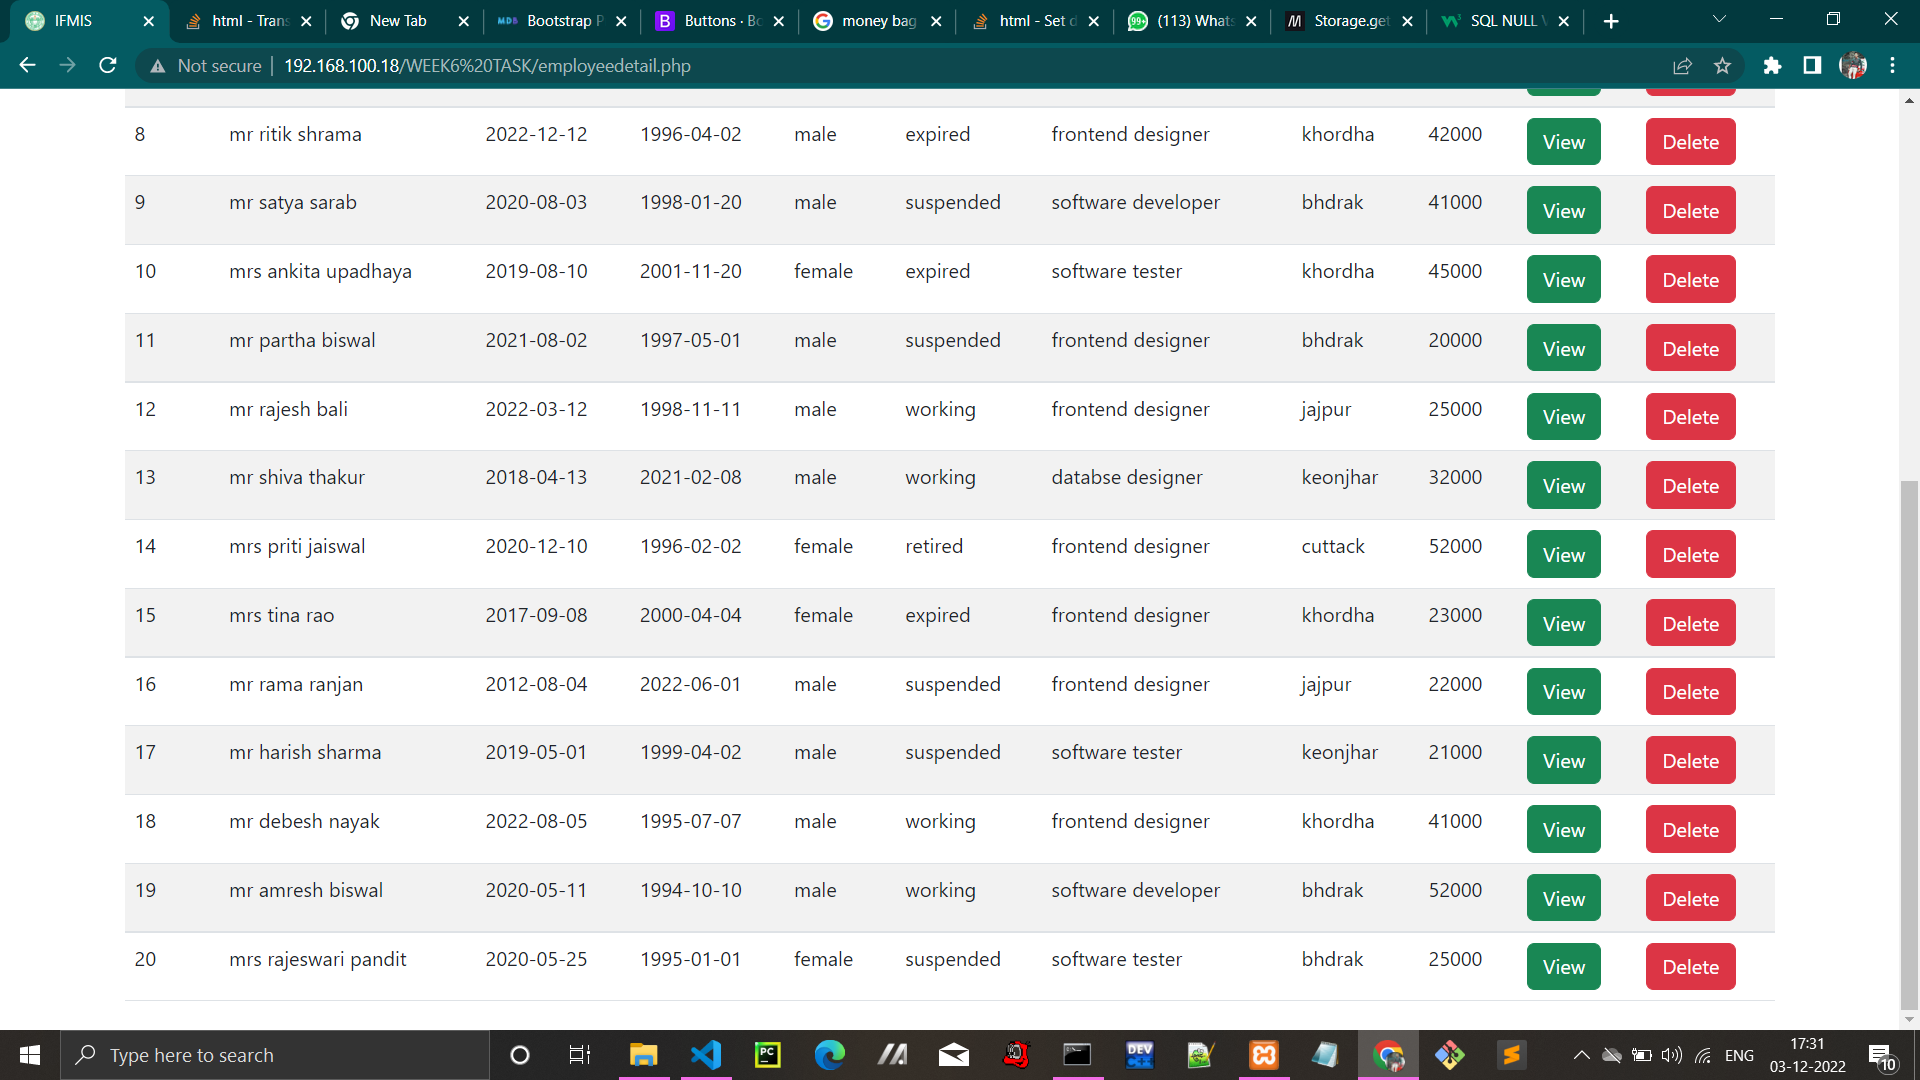 IFMIS
html - Trans
New Tab
MDB Bootstrap P
B Buttons · Bo
money bag
html - Set d
99+ (113) Whats
M Storage.get
SQL NULL V
Not secure 192.168.100.18/WEEK6%20TASK/employeedetail.php
8 mr ritik shrama 2022-12-12 1996-04-02 male expired frontend designer khordha 42000 View Delete
9 mr satya sarab 2020-08-03 1998-01-20 male suspended software developer bhdrak 41000 View Delete
10 mrs ankita upadhaya 2019-08-10 2001-11-20 female expired software tester khordha 45000 View Delete
11 mr partha biswal 2021-08-02 1997-05-01 male suspended frontend designer bhdrak 20000 View Delete
12 mr rajesh bali 2022-03-12 1998-11-11 male working frontend designer jajpur 25000 View Delete
13 mr shiva thakur 2018-04-13 2021-02-08 male working databse designer keonjhar 32000 View Delete
14 mrs priti jaiswal 2020-12-10 1996-02-02 female retired frontend designer cuttack 52000 View Delete
15 mrs tina rao 2017-09-08 2000-04-04 female expired frontend designer khordha 23000 View Delete
16 mr rama ranjan 2012-08-04 2022-06-01 male suspended frontend designer jajpur 22000 View Delete
17 mr harish sharma 2019-05-01 1999-04-02 male suspended software tester keonjhar 21000 View Delete
18 mr debesh nayak 2022-08-05 1995-07-07 male working frontend designer khordha 41000 View Delete
19 mr amresh biswal 2020-05-11 1994-10-10 male working software developer bhdrak 52000 View Delete
20 mrs rajeswari pandit 2020-05-25 1995-01-01 female suspended software tester bhdrak 25000 View Delete
Type here to search
PC
DEV C++
ENG
17:31
03-12-2022
10